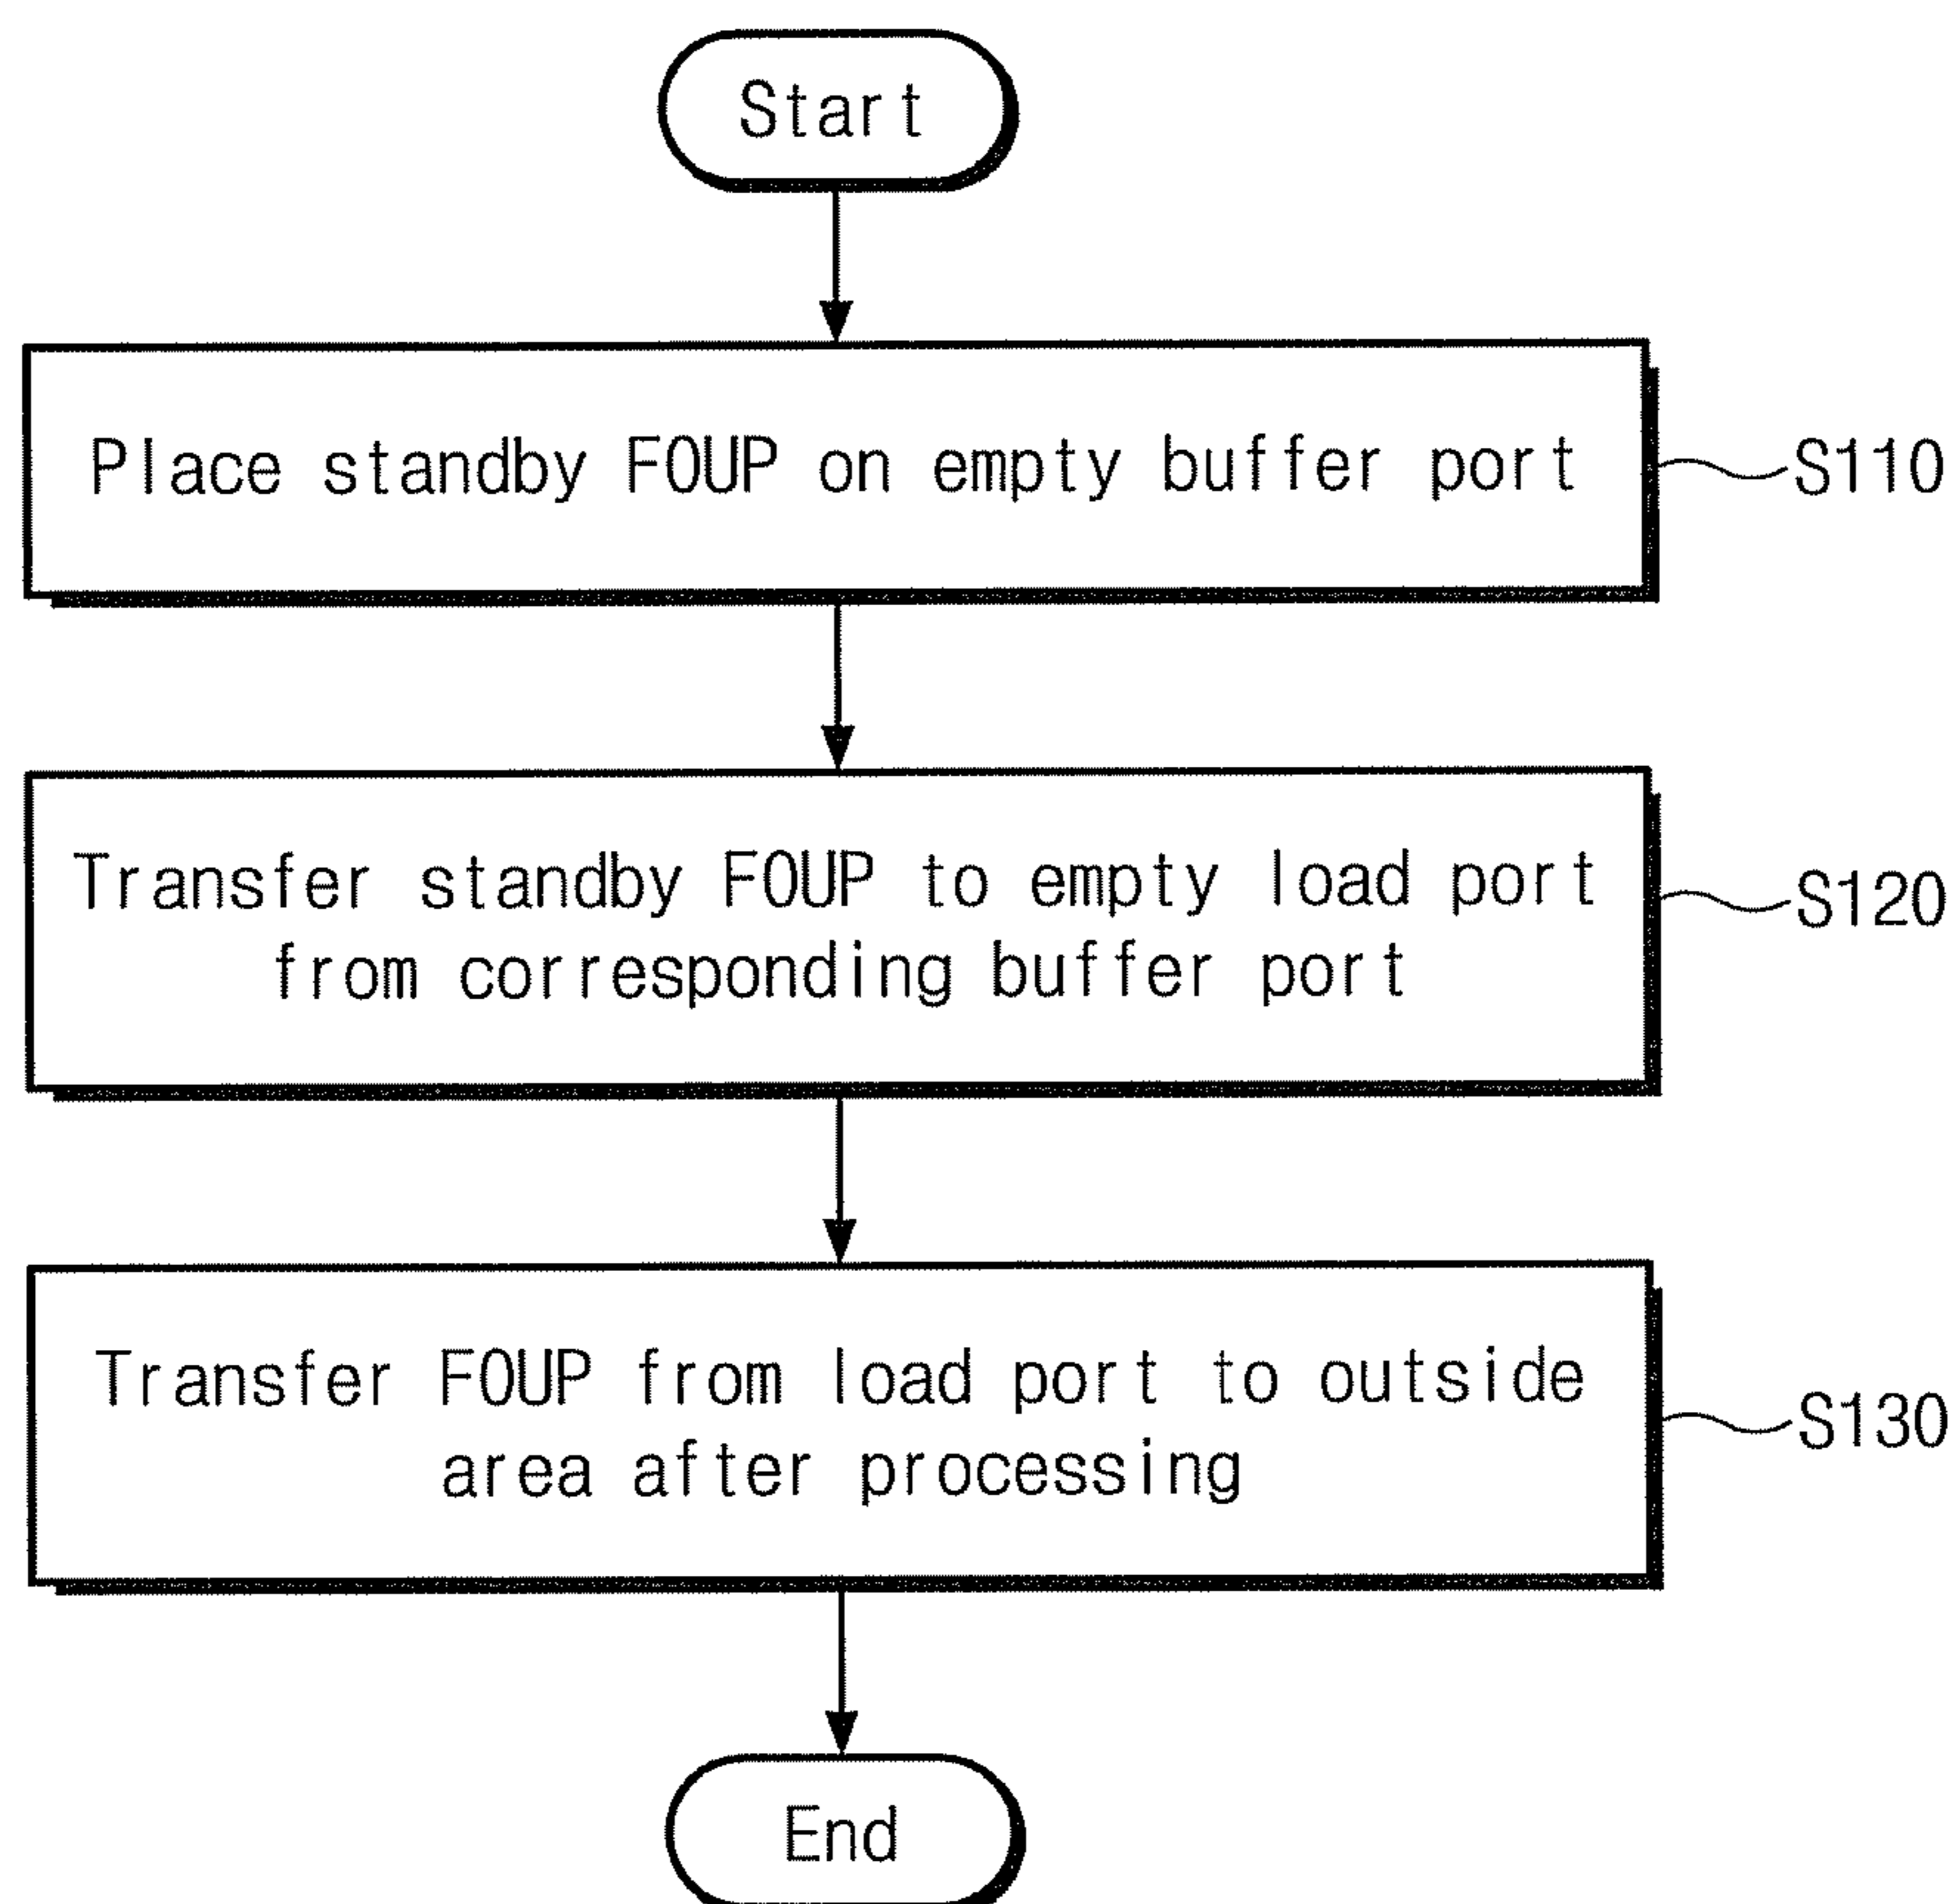 Start
Place standby FOUP on empty buffer port
S110
Transfer standby FOUP to empty load port
from corresponding buffer port
S120
Transfer FOUP from load port to outside
area after processing
S130
End